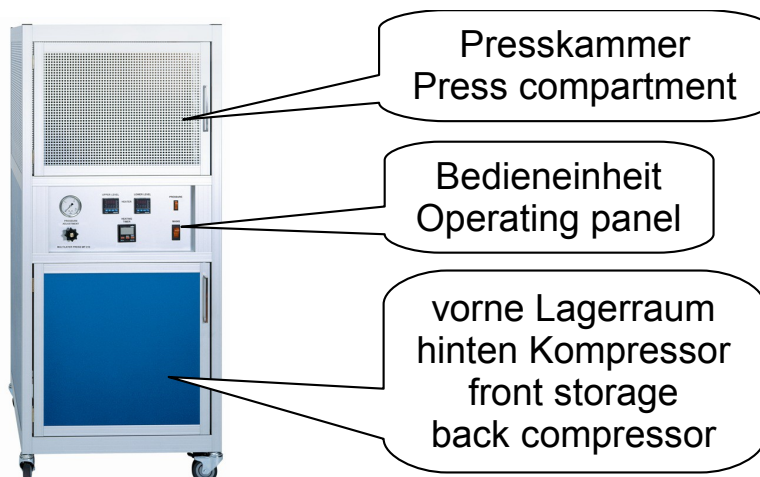 Presskammer
Press compartment
Bedieneinheit
Operating panel
vorne Lagerraum
hinten Kompressor
front storage
back compressor